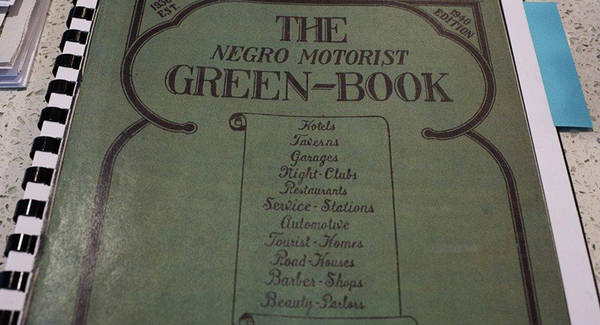 1936
EST.
1940
EDITION
THE
NEGRO MOTORIST
GREEN-BOOK
Hotels
Taverns
Garages
Night-Clubs
Restaurants
Service-Stations
Automotive
Tourist-Homes
Road-Houses
Barber-Shops
Beauty-Parlors